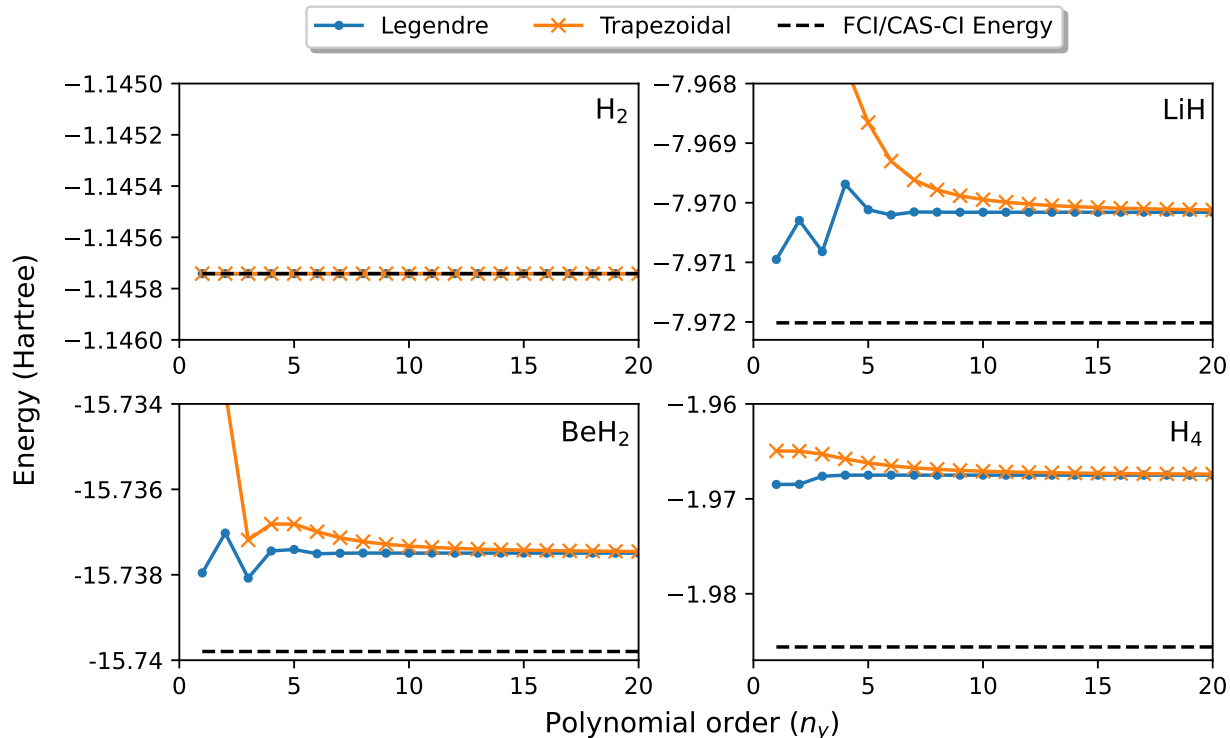 Legendre Trapezoidal FCI/CAS-CI Energy
Energy (Hartree)
H₂
−1.1450
−1.1452
−1.1454
−1.1456
−1.1458
−1.1460
0 5 10 15 20
LiH
−7.968
−7.969
−7.970
−7.971
−7.972
0 5 10 15 20
BeH₂
-15.734
-15.736
-15.738
-15.74
0 5 10 15 20
H₄
−1.96
−1.97
−1.98
0 5 10 15 20
Polynomial order (n_y)